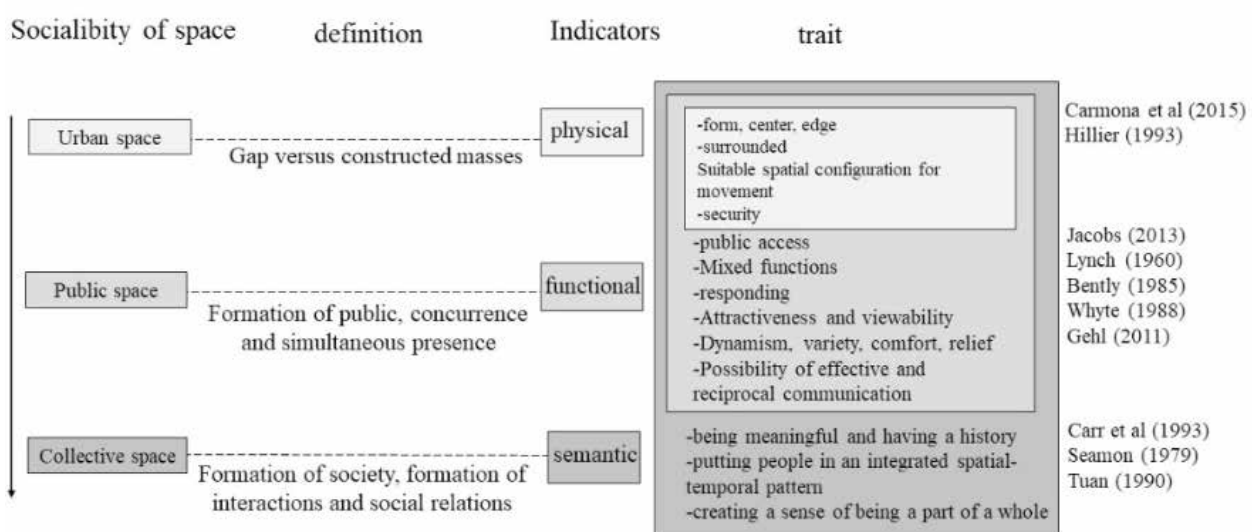 Socialibity of space
definition
Indicators
trait
Urban space
Gap versus constructed masses
physical
-form, center, edge
-surrounded
Suitable spatial configuration for
movement
-security
Carmona et al (2015)
Hillier (1993)
Public space
Formation of public, concurrence
and simultaneous presence
functional
-public access
-Mixed functions
-responding
-Attractiveness and viewability
-Dynamism, variety, comfort, relief
-Possibility of effective and
reciprocal communication
Jacobs (2013)
Lynch (1960)
Bently (1985)
Whyte (1988)
Gehl (2011)
Collective space
Formation of society, formation of
interactions and social relations
semantic
-being meaningful and having a history
-putting people in an integrated spatial-
temporal pattern
-creating a sense of being a part of a whole
Carr et al (1993)
Seamon (1979)
Tuan (1990)